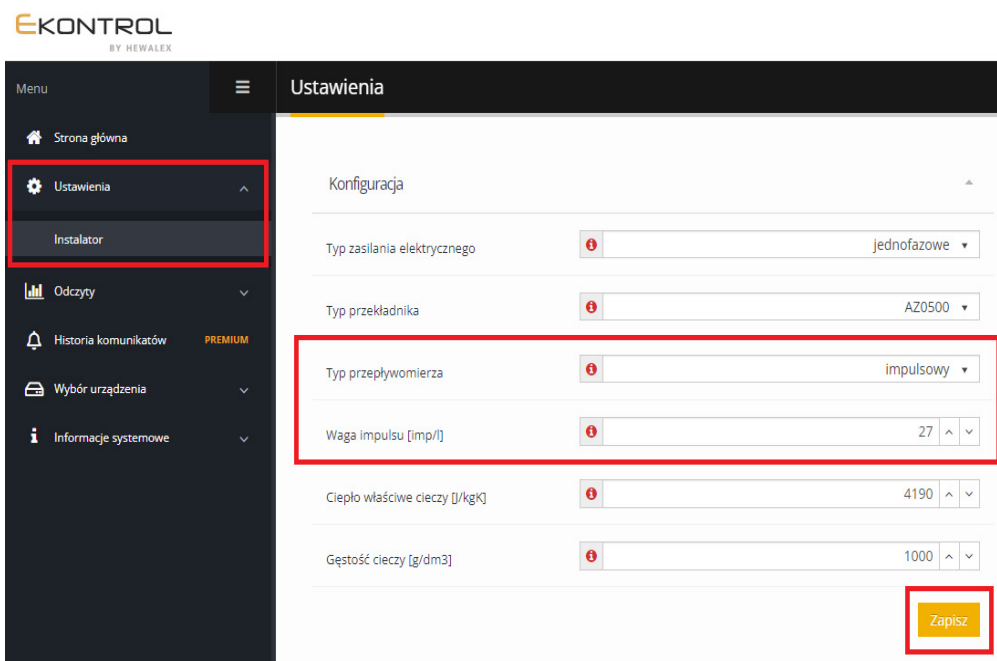 EKONTROL
BY HEWALEX
Menu
Ustawienia
Strona główna
Ustawienia
Instalator
Odczyty
Historia komunikatów PREMIUM
Wybór urządzenia
Informacje systemowe
Konfiguracja
Typ zasilania elektrycznego jednofazowe
Typ przekładnika AZ0500
Typ przepływomierza impulsowy
Waga impulsu [imp/l] 27
Ciepło właściwe cieczy [J/kgK] 4190
Gęstość cieczy [g/dm3] 1000
Zapisz